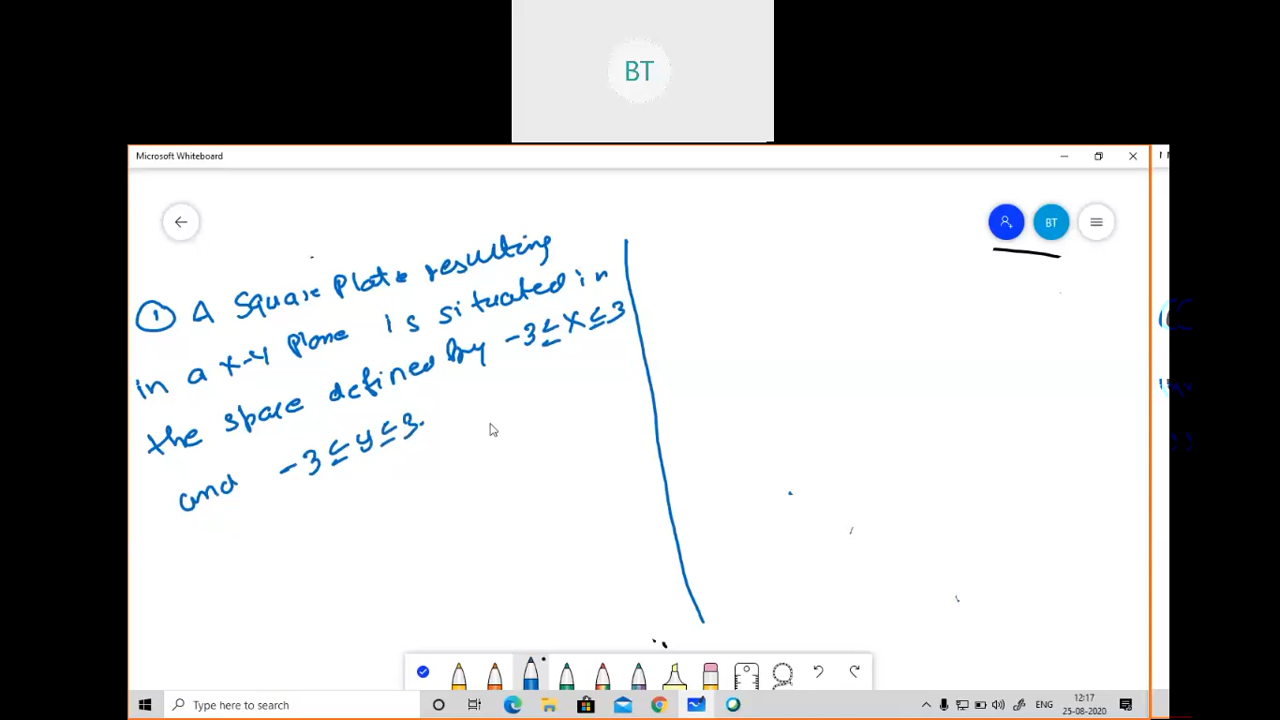 BT
Microsoft Whiteboard
BT
① A Square Plate resulting
in a x-y plane is situated in
the space defined by -3≤x≤3
and -3≤y≤3.
Type here to search
ENG
12:17
25-08-2020